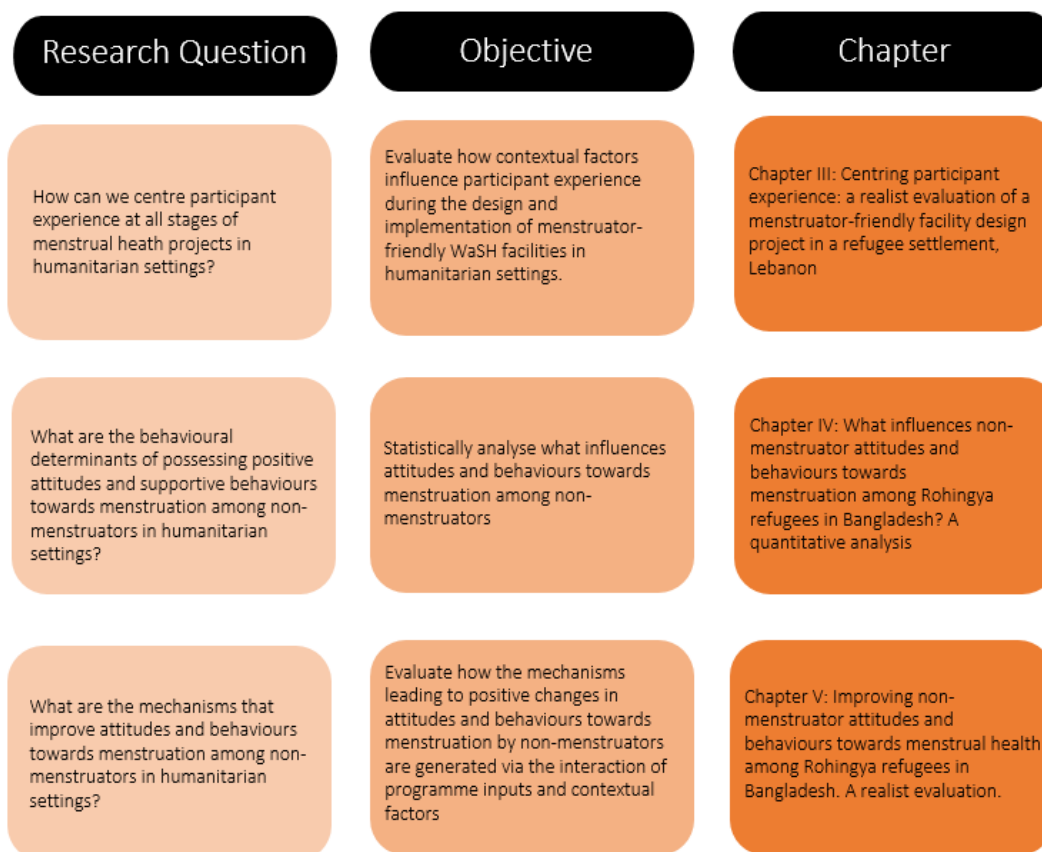 Research Question
Objective
Chapter
How can we centre participant
experience at all stages of
menstrual heath projects in
humanitarian settings?
Evaluate how contextual factors
influence participant experience
during the design and
implementation of menstruator-
friendly WaSH facilities in
humanitarian settings.
Chapter III: Centring participant
experience: a realist evaluation of a
menstruator-friendly facility design
project in a refugee settlement,
Lebanon
What are the behavioural
determinants of possessing positive
attitudes and supportive behaviours
towards menstruation among non-
menstruators in humanitarian
settings?
Statistically analyse what influences
attitudes and behaviours towards
menstruation among non-
menstruators
Chapter IV: What influences non-
menstruator attitudes and
behaviours towards
menstruation among Rohingya
refugees in Bangladesh? A
quantitative analysis
What are the mechanisms that
improve attitudes and behaviours
towards menstruation among non-
menstruators in humanitarian
settings?
Evaluate how the mechanisms
leading to positive changes in
attitudes and behaviours towards
menstruation by non-menstruators
are generated via the interaction of
programme inputs and contextual
factors
Chapter V: Improving non-
menstruator attitudes and
behaviours towards menstrual health
among Rohingya refugees in
Bangladesh. A realist evaluation.